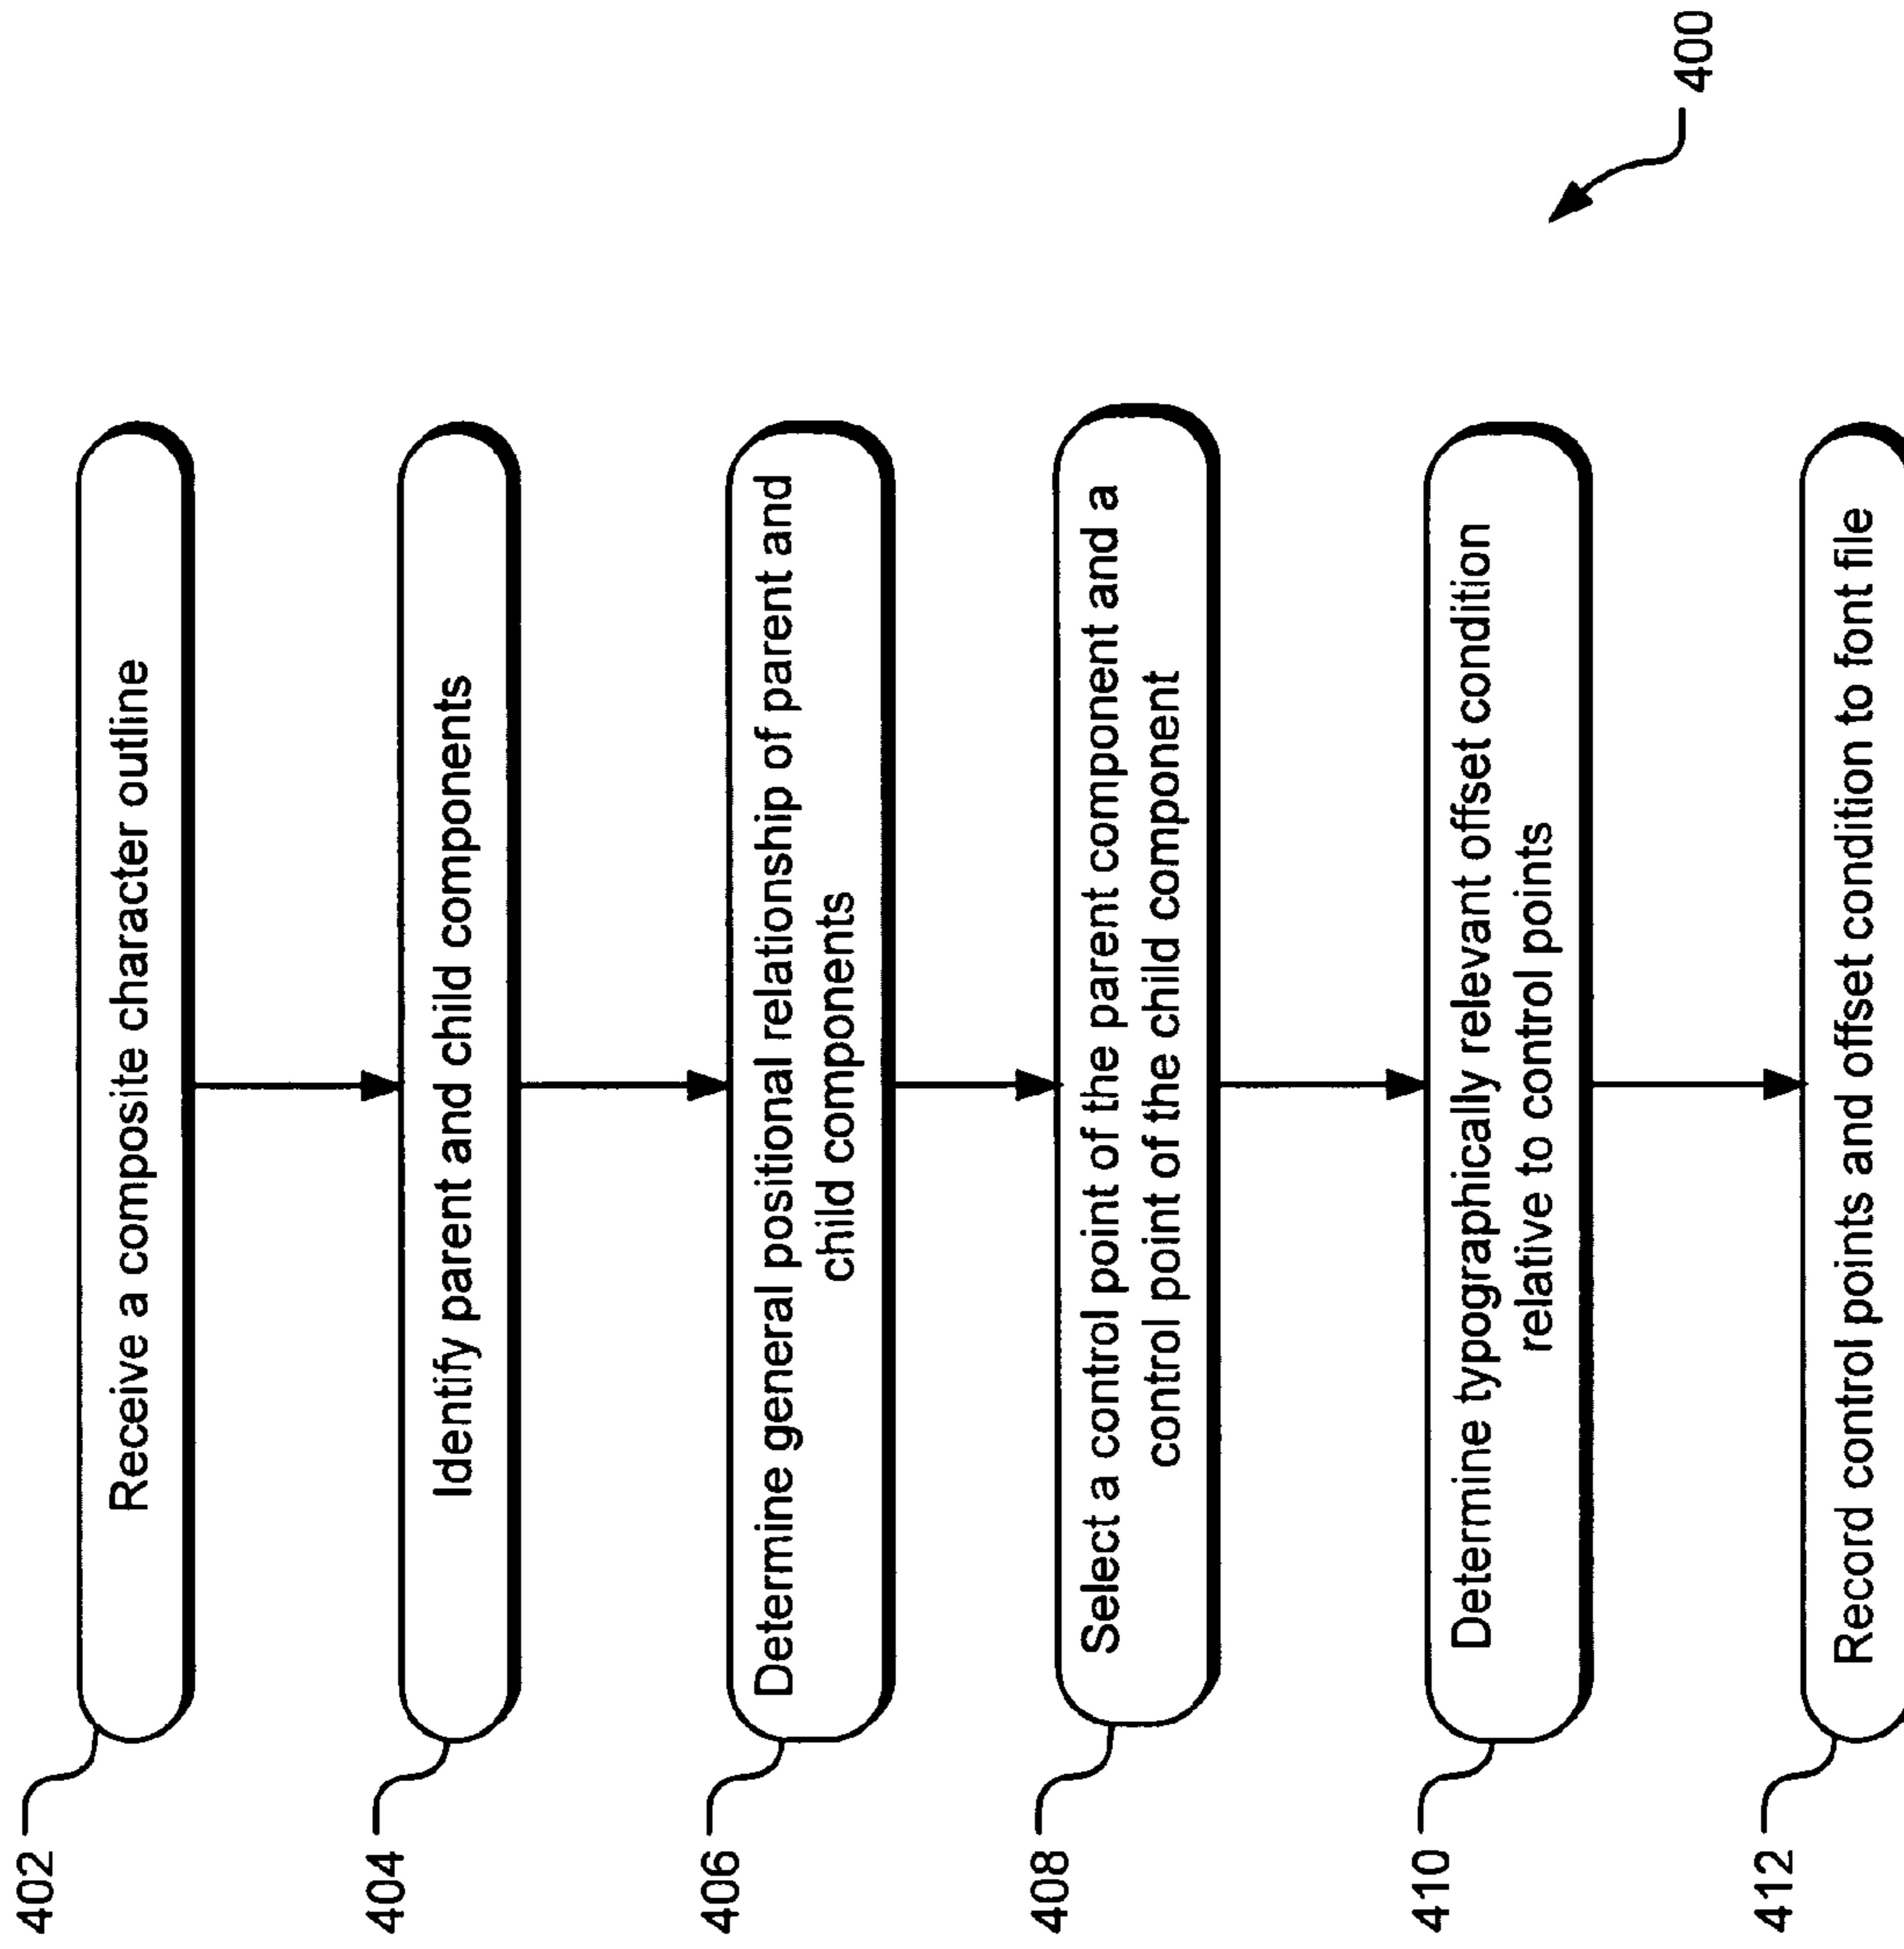 402
Receive a composite character outline
404
Identify parent and child components
406
Determine general positional relationship of parent and
child components
408
Select a control point of the parent component and a
control point of the child component
410
Determine typographically relevant offset condition
relative to control points
412
Record control points and offset condition to font file
400